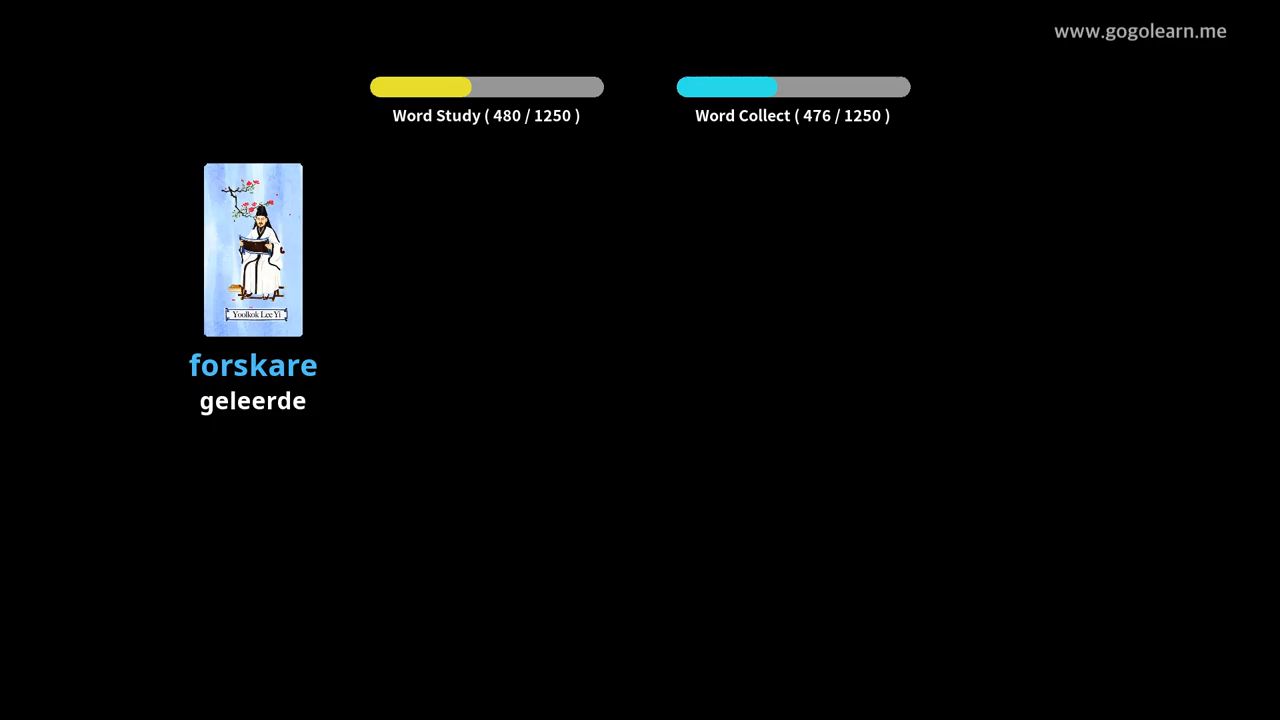 www.gogolearn.me
Word Study ( 480 / 1250 )
Word Collect ( 476 / 1250 )
Yoolkok Lee Yi
forskare
geleerde